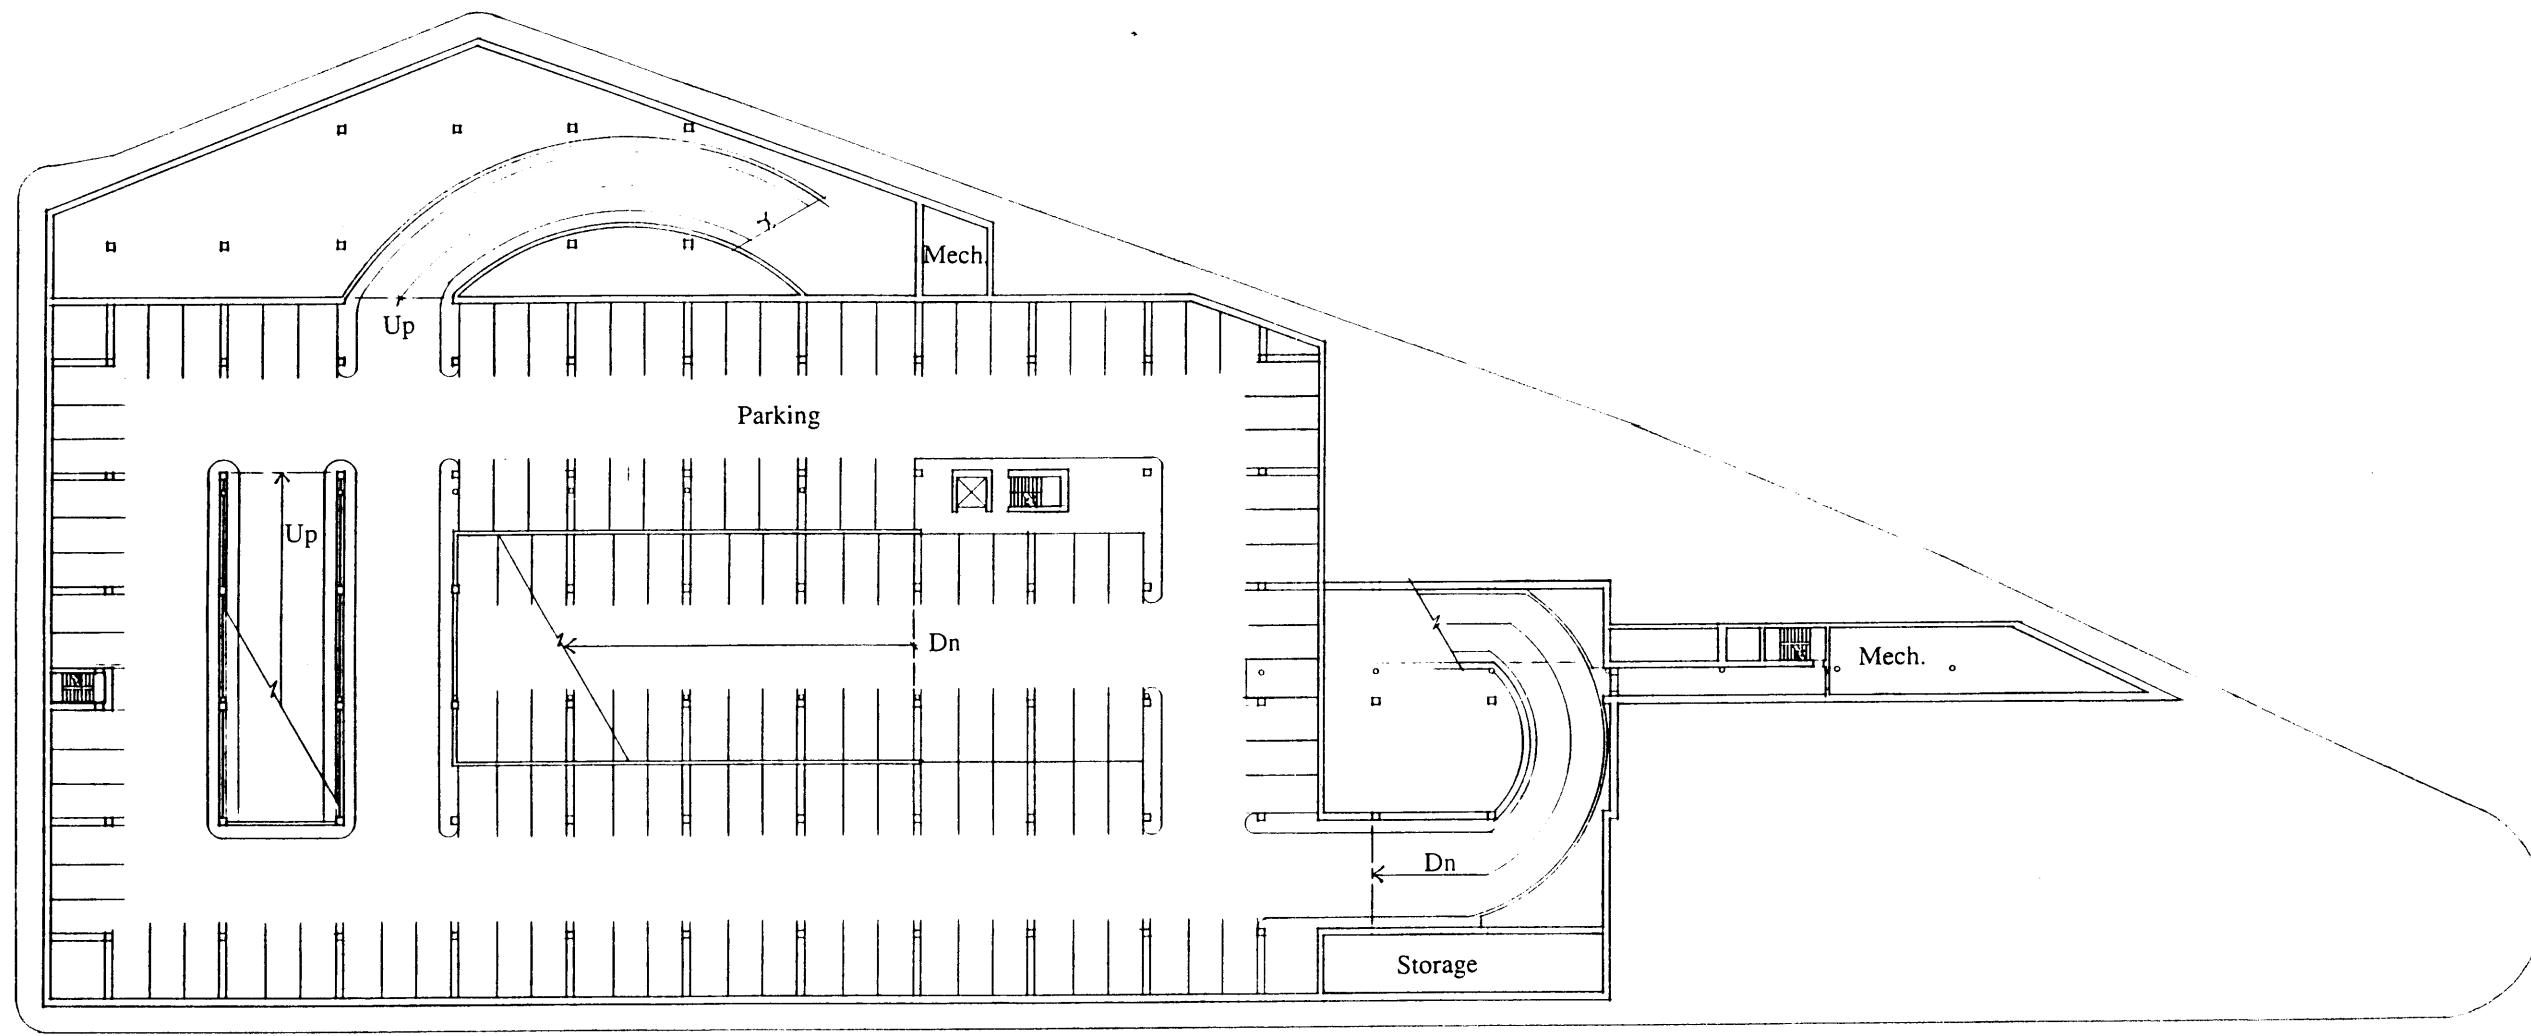 Mech.
Up
Parking
Up
Dn
Mech.
Dn
Storage